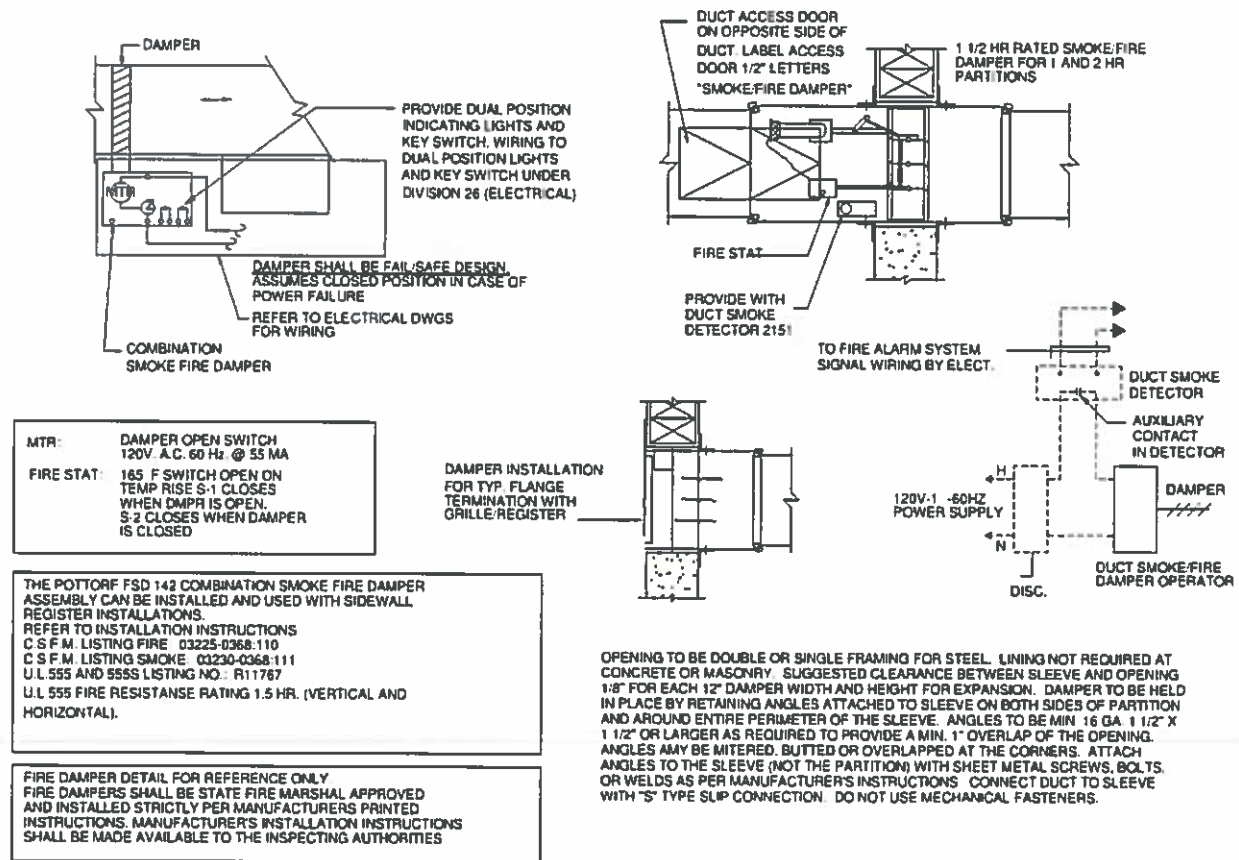 DAMPER
PROVIDE DUAL POSITION
INDICATING LIGHTS AND
KEY SWITCH, WIRING TO
DUAL POSITION LIGHTS
AND KEY SWITCH UNDER
DIVISION 26 (ELECTRICAL)
MTR
DAMPER SHALL BE FAIL/SAFE DESIGN.
ASSUMES CLOSED POSITION IN CASE OF
POWER FAILURE
REFER TO ELECTRICAL DWGS
FOR WIRING
COMBINATION
SMOKE FIRE DAMPER
DUCT ACCESS DOOR
ON OPPOSITE SIDE OF
DUCT. LABEL ACCESS
DOOR 1/2" LETTERS
"SMOKE/FIRE DAMPER"
1 1/2 HR RATED SMOKE/FIRE
DAMPER FOR 1 AND 2 HR
PARTITIONS
FIRE STAT
PROVIDE WITH
DUCT SMOKE
DETECTOR 2151
TO FIRE ALARM SYSTEM
SIGNAL WIRING BY ELECT.
DUCT SMOKE
DETECTOR
AUXILIARY
CONTACT
IN DETECTOR
H
120V-1 -60HZ
POWER SUPPLY
N
DAMPER
DISC.
DUCT SMOKE/FIRE
DAMPER OPERATOR
DAMPER INSTALLATION
FOR TYP. FLANGE
TERMINATION WITH
GRILLE/REGISTER
MTR: DAMPER OPEN SWITCH
120V. A.C. 60 Hz. @ 55 MA
FIRE STAT: 165 F SWITCH OPEN ON
TEMP RISE S-1 CLOSES
WHEN DMPR IS OPEN.
S-2 CLOSES WHEN DAMPER
IS CLOSED
THE POTTORF FSD 142 COMBINATION SMOKE FIRE DAMPER
ASSEMBLY CAN BE INSTALLED AND USED WITH SIDEWALL
REGISTER INSTALLATIONS.
REFER TO INSTALLATION INSTRUCTIONS
C.S.F.M. LISTING FIRE: 03225-0368:110
C.S.F.M. LISTING SMOKE: 03230-0368:111
U.L.555 AND 555S LISTING NO.: R11767
U.L 555 FIRE RESISTANSE RATING 1.5 HR. (VERTICAL AND
HORIZONTAL).
FIRE DAMPER DETAIL FOR REFERENCE ONLY
FIRE DAMPERS SHALL BE STATE FIRE MARSHAL APPROVED
AND INSTALLED STRICTLY PER MANUFACTURERS PRINTED
INSTRUCTIONS. MANUFACTURER'S INSTALLATION INSTRUCTIONS
SHALL BE MADE AVAILABLE TO THE INSPECTING AUTHORITIES
OPENING TO BE DOUBLE OR SINGLE FRAMING FOR STEEL. LINING NOT REQUIRED AT
CONCRETE OR MASONRY. SUGGESTED CLEARANCE BETWEEN SLEEVE AND OPENING
1/8" FOR EACH 12" DAMPER WIDTH AND HEIGHT FOR EXPANSION. DAMPER TO BE HELD
IN PLACE BY RETAINING ANGLES ATTACHED TO SLEEVE ON BOTH SIDES OF PARTITION
AND AROUND ENTIRE PERIMETER OF THE SLEEVE. ANGLES TO BE MIN. 16 GA. 1 1/2" X
1 1/2" OR LARGER AS REQUIRED TO PROVIDE A MIN. 1" OVERLAP OF THE OPENING.
ANGLES AMY BE MITERED, BUTTED OR OVERLAPPED AT THE CORNERS. ATTACH
ANGLES TO THE SLEEVE (NOT THE PARTITION) WITH SHEET METAL SCREWS, BOLTS,
OR WELDS AS PER MANUFACTURER'S INSTRUCTIONS CONNECT DUCT TO SLEEVE
WITH "S" TYPE SLIP CONNECTION. DO NOT USE MECHANICAL FASTENERS.